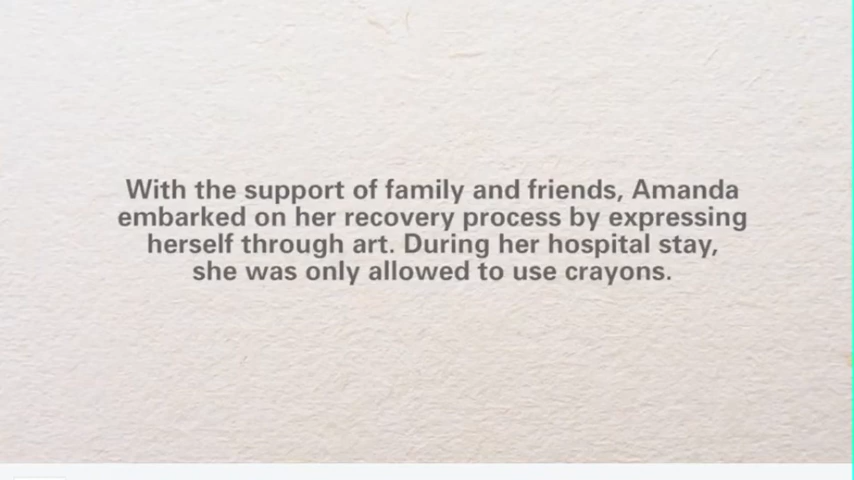 With the support of family and friends, Amanda
embarked on her recovery process by expressing
herself through art. During her hospital stay,
she was only allowed to use crayons.